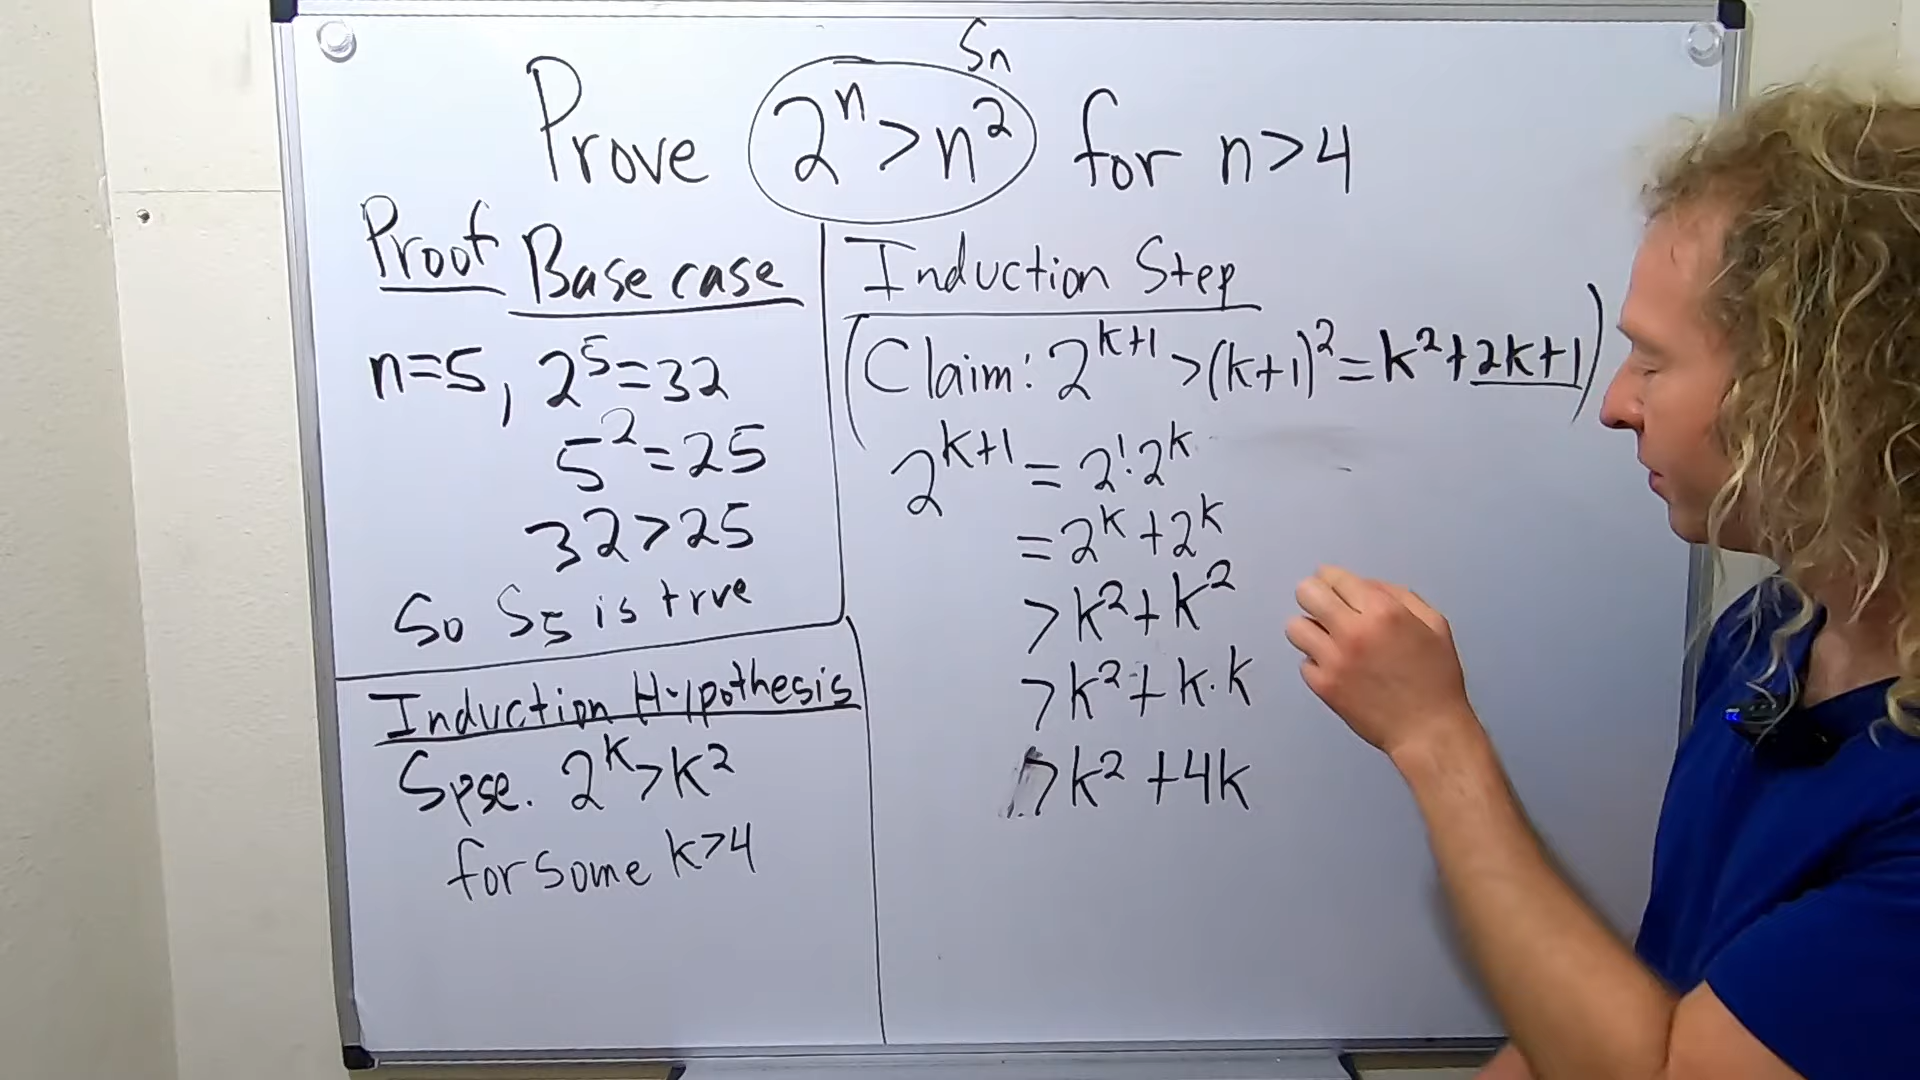 Sn
Prove 2ⁿ>n² for n>4
Proof Base case
n=5, 2⁵=32
5²=25
32>25
So S₅ is true
Induction Hypothesis
Spse. 2ᵏ>k²
for some k>4
Induction Step
(Claim: 2ᵏ⁺¹>(k+1)²=k²+2k+1)
2ᵏ⁺¹=2¹·2ᵏ
=2ᵏ+2ᵏ
>k²+k²
>k²+k·k
>k²+4k